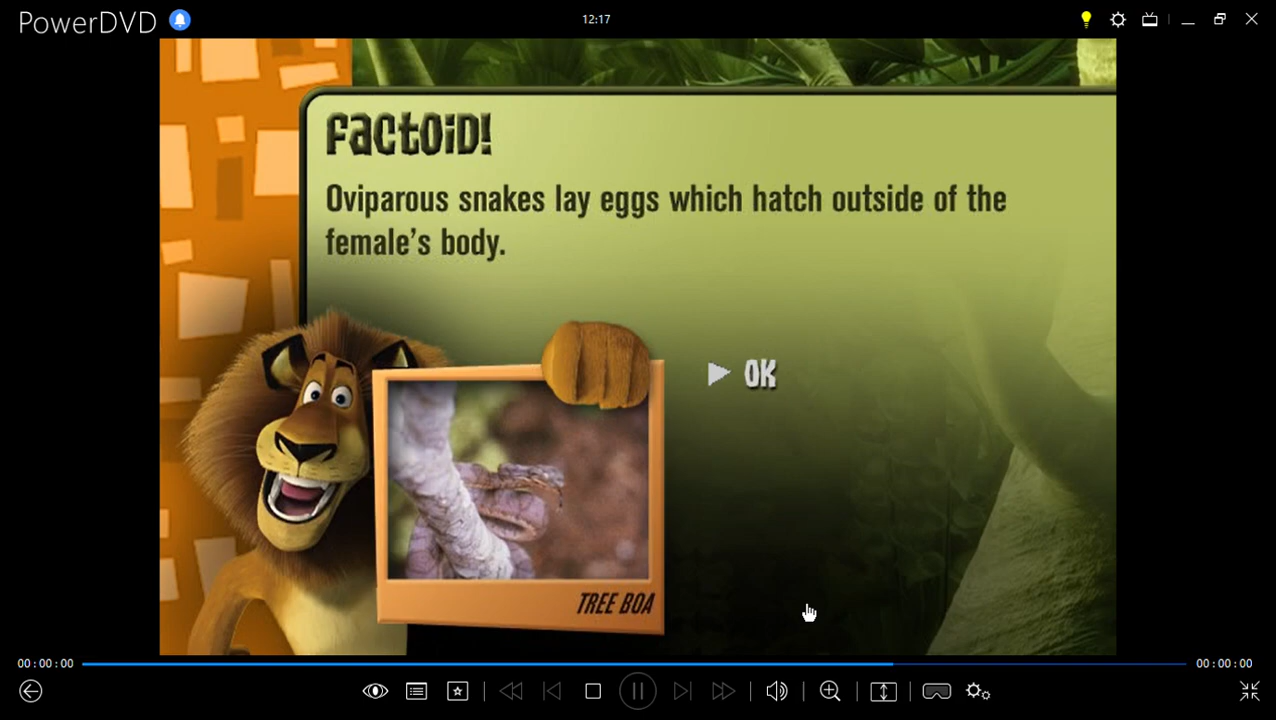 PowerDVD
12:17
Factoid!
Oviparous snakes lay eggs which hatch outside of the
female's body.
OK
TREE BOA
00:00:00
00:00:00